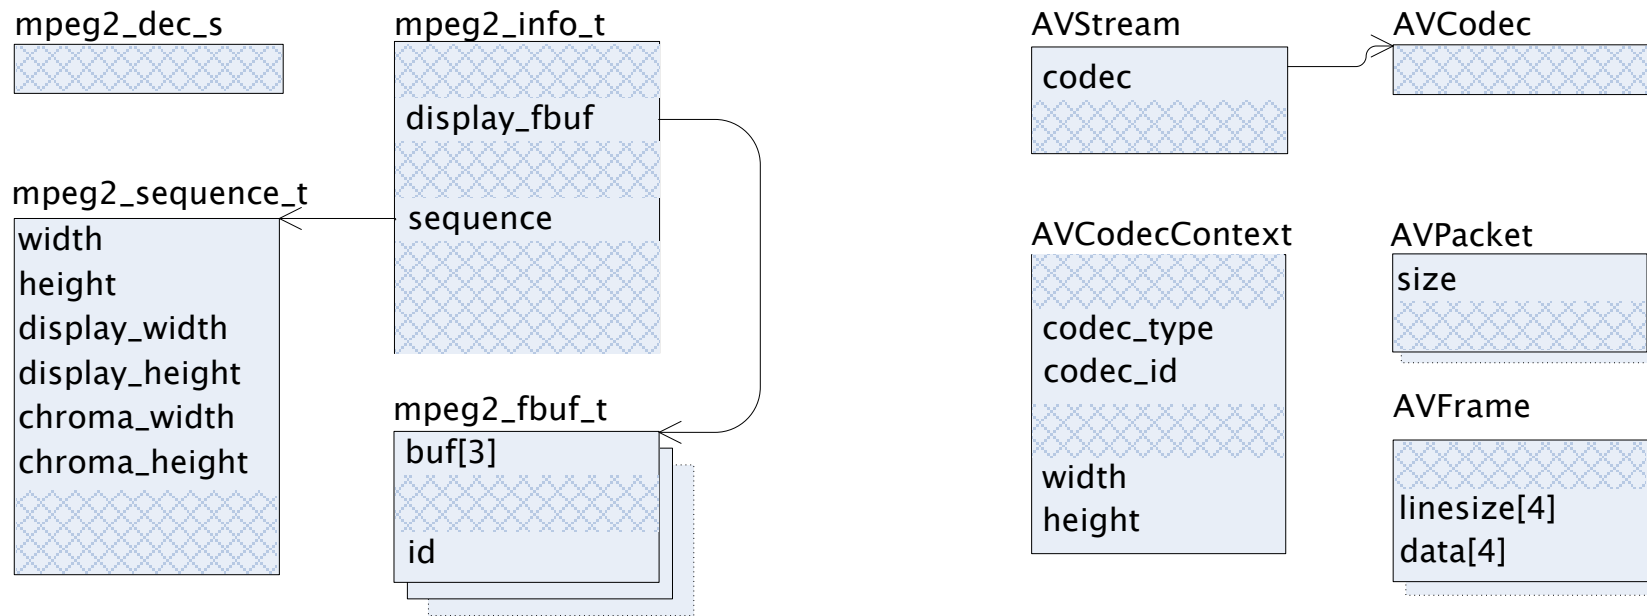 mpeg2_dec_s
mpeg2_info_t
display_fbuf
sequence
mpeg2_sequence_t
width
height
display_width
display_height
chroma_width
chroma_height
mpeg2_fbuf_t
buf[3]
id
AVStream
codec
AVCodec
AVCodecContext
codec_type
codec_id
width
height
AVPacket
size
AVFrame
linesize[4]
data[4]